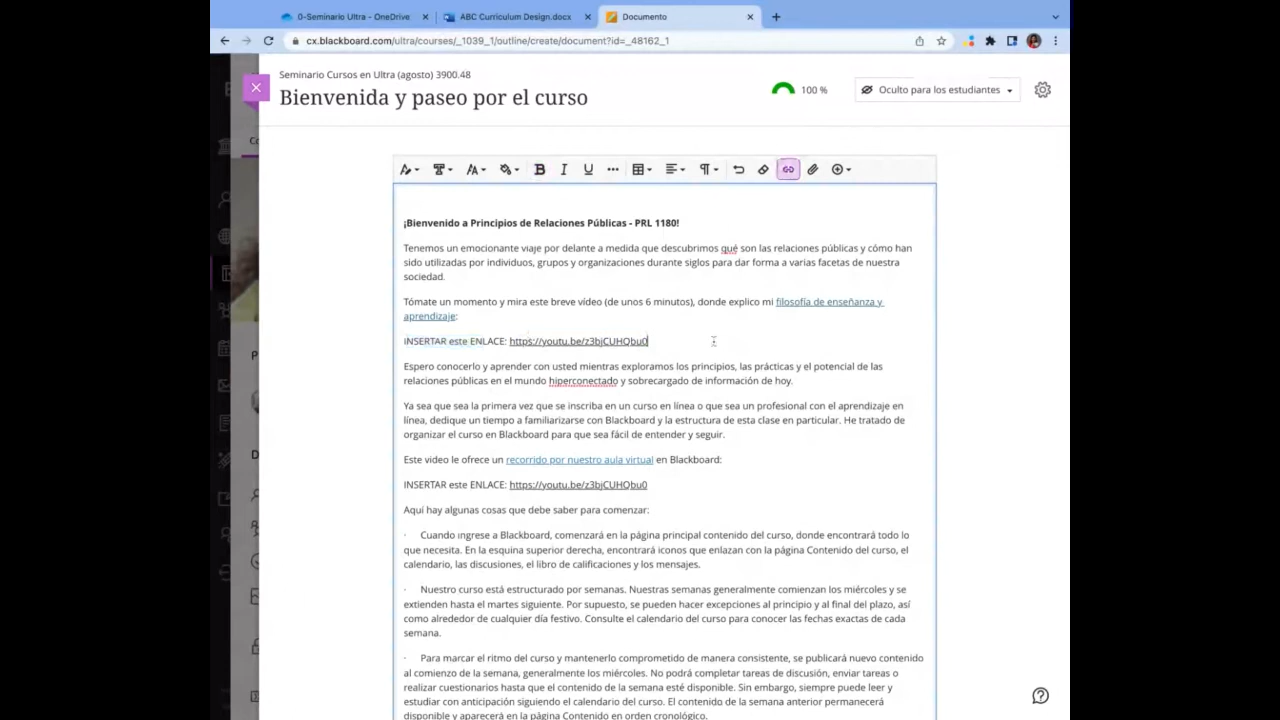 0-Seminario Ultra - OneDrive
ABC Curriculum Design.docx
Documento
cx.blackboard.com/ultra/courses/_1039_1/outline/create/document?id=_48162_1
Seminario Cursos en Ultra (agosto) 3900.48
Bienvenida y paseo por el curso
100 %
Oculto para los estudiantes
¡Bienvenido a Principios de Relaciones Públicas - PRL 1180!
Tenemos un emocionante viaje por delante a medida que descubrimos qué son las relaciones públicas y cómo han
sido utilizadas por individuos, grupos y organizaciones durante siglos para dar forma a varias facetas de nuestra
sociedad.
Tómate un momento y mira este breve vídeo (de unos 6 minutos), donde explico mi filosofía de enseñanza y
aprendizaje:
INSERTAR este ENLACE: https://youtu.be/z3bjCUHQbu0
Espero conocerlo y aprender con usted mientras exploramos los principios, las prácticas y el potencial de las
relaciones públicas en el mundo hiperconectado y sobrecargado de información de hoy.
Ya sea que sea la primera vez que se inscriba en un curso en línea o que sea un profesional con el aprendizaje en
línea, dedique un tiempo a familiarizarse con Blackboard y la estructura de esta clase en particular. He tratado de
organizar el curso en Blackboard para que sea fácil de entender y seguir.
Este video le ofrece un recorrido por nuestro aula virtual en Blackboard:
INSERTAR este ENLACE: https://youtu.be/z3bjCUHQbu0
Aquí hay algunas cosas que debe saber para comenzar:
· Cuando ingrese a Blackboard, comenzará en la página principal contenido del curso, donde encontrará todo lo
que necesita. En la esquina superior derecha, encontrará iconos que enlazan con la página Contenido del curso, el
calendario, las discusiones, el libro de calificaciones y los mensajes.
· Nuestro curso está estructurado por semanas. Nuestras semanas generalmente comienzan los miércoles y se
extienden hasta el martes siguiente. Por supuesto, se pueden hacer excepciones al principio y al final del plazo, así
como alrededor de cualquier día festivo. Consulte el calendario del curso para conocer las fechas exactas de cada
semana.
· Para marcar el ritmo del curso y mantenerlo comprometido de manera consistente, se publicará nuevo contenido
al comienzo de la semana, generalmente los miércoles. No podrá completar tareas de discusión, enviar tareas o
realizar cuestionarios hasta que el contenido de la semana esté disponible. Sin embargo, siempre puede leer y
estudiar con anticipación siguiendo el calendario del curso. El contenido de la semana anterior permanecerá
disponible y aparecerá en la página Contenido en orden cronológico.